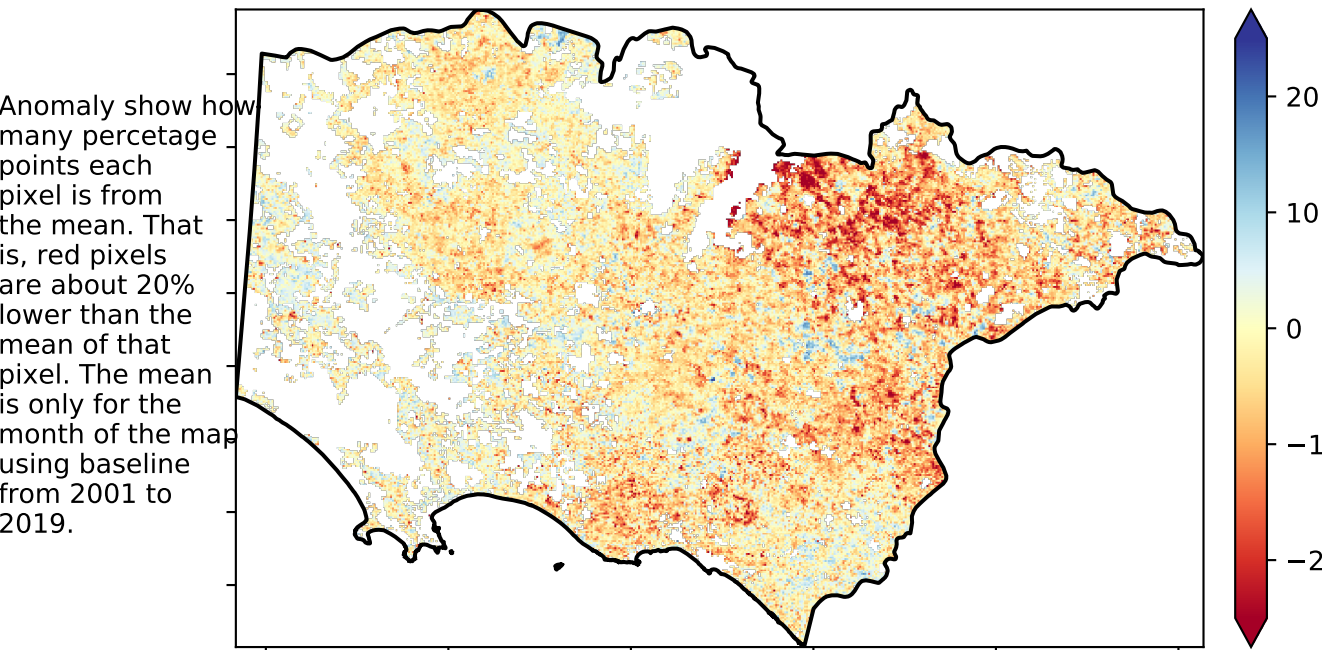 Anomaly show how
many percetage
points each
pixel is from
the mean. That
is, red pixels
are about 20%
lower than the
mean of that
pixel. The mean
is only for the
month of the map
using baseline
from 2001 to
2019.
20
10
0
−1
−2